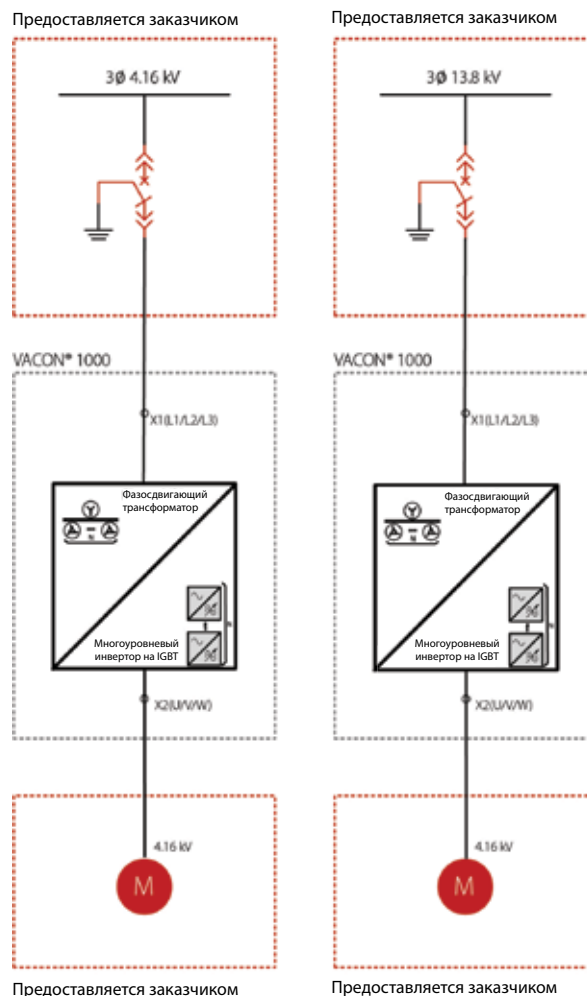 Предоставляется заказчиком
3Ø 4.16 kV
VACON® 1000
X1(L1/L2/L3)
Фазосдвигающий
трансформатор
Y
N
Многоуровневый
инвертор на IGBT
X2(U/V/W)
4.16 kV
M
Предоставляется заказчиком
Предоставляется заказчиком
3Ø 13.8 kV
VACON® 1000
X1(L1/L2/L3)
Фазосдвигающий
трансформатор
Y
N
Многоуровневый
инвертор на IGBT
X2(U/V/W)
4.16 kV
M
Предоставляется заказчиком